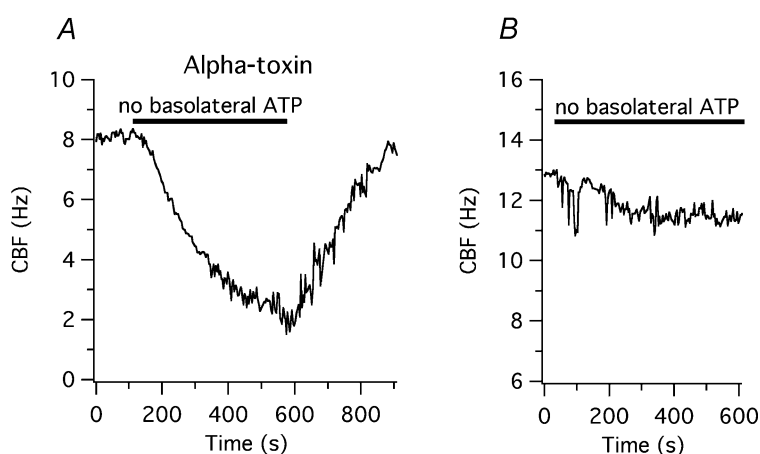 A
Alpha-toxin
no basolateral ATP
10
8
6
4
2
0
CBF (Hz)
0 200 400 600 800
Time (s)
B
no basolateral ATP
16
14
12
10
8
6
CBF (Hz)
0 200 400 600
Time (s)